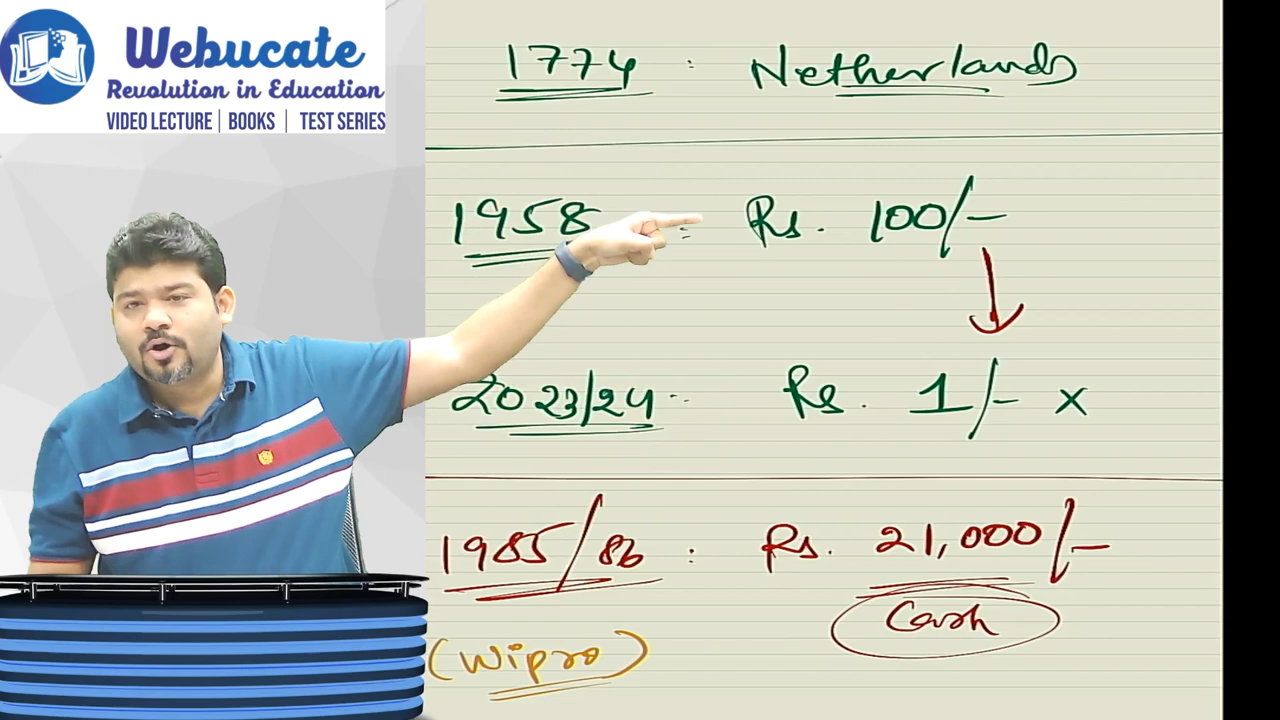 Webucate
Revolution in Education
VIDEO LECTURE | BOOKS | TEST SERIES
1774 : Netherlands
1958 : Rs. 100/-
2023/24 : Rs. 1/- x
1985/86 : Rs. 21,000/-
Cash
(Wipro)